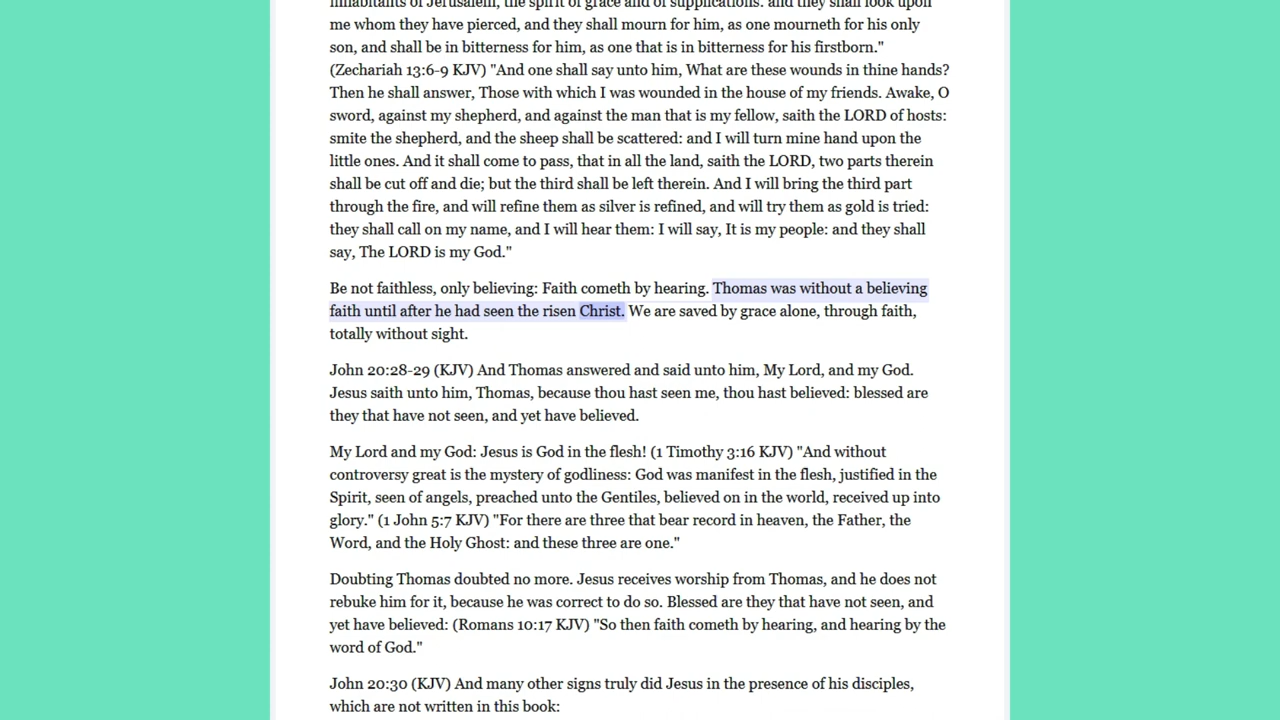 inhabitants of Jerusalem, the spirit of grace and of supplications: and they shall look upon
me whom they have pierced, and they shall mourn for him, as one mourneth for his only
son, and shall be in bitterness for him, as one that is in bitterness for his firstborn."
(Zechariah 13:6-9 KJV) "And one shall say unto him, What are these wounds in thine hands?
Then he shall answer, Those with which I was wounded in the house of my friends. Awake, O
sword, against my shepherd, and against the man that is my fellow, saith the LORD of hosts:
smite the shepherd, and the sheep shall be scattered: and I will turn mine hand upon the
little ones. And it shall come to pass, that in all the land, saith the LORD, two parts therein
shall be cut off and die; but the third shall be left therein. And I will bring the third part
through the fire, and will refine them as silver is refined, and will try them as gold is tried:
they shall call on my name, and I will hear them: I will say, It is my people: and they shall
say, The LORD is my God."
Be not faithless, only believing: Faith cometh by hearing. Thomas was without a believing
faith until after he had seen the risen Christ. We are saved by grace alone, through faith,
totally without sight.
John 20:28-29 (KJV) And Thomas answered and said unto him, My Lord, and my God.
Jesus saith unto him, Thomas, because thou hast seen me, thou hast believed: blessed are
they that have not seen, and yet have believed.
My Lord and my God: Jesus is God in the flesh! (1 Timothy 3:16 KJV) "And without
controversy great is the mystery of godliness: God was manifest in the flesh, justified in the
Spirit, seen of angels, preached unto the Gentiles, believed on in the world, received up into
glory." (1 John 5:7 KJV) "For there are three that bear record in heaven, the Father, the
Word, and the Holy Ghost: and these three are one."
Doubting Thomas doubted no more. Jesus receives worship from Thomas, and he does not
rebuke him for it, because he was correct to do so. Blessed are they that have not seen, and
yet have believed: (Romans 10:17 KJV) "So then faith cometh by hearing, and hearing by the
word of God."
John 20:30 (KJV) And many other signs truly did Jesus in the presence of his disciples,
which are not written in this book: